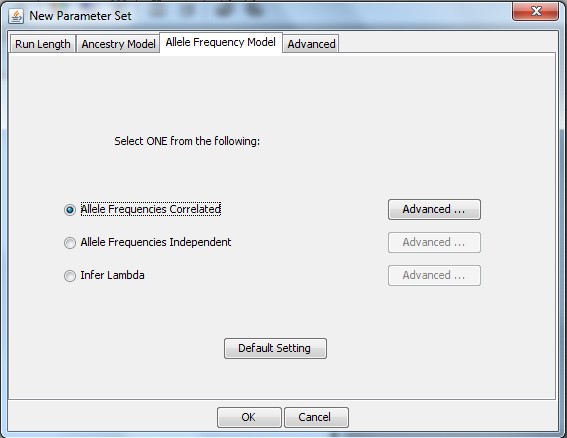 New Parameter Set
Run Length Ancestry Model Allele Frequency Model Advanced
Select ONE from the following:
Allele Frequencies Correlated Advanced ...
Allele Frequencies Independent Advanced ...
Infer Lambda Advanced ...
Default Setting
OK Cancel